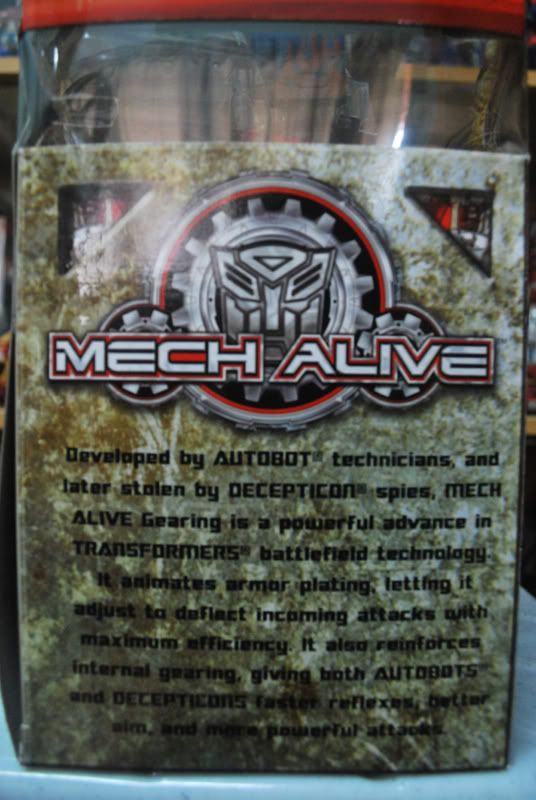 MECH ALIVE
Developed by AUTOBOT® technicians, and
later stolen by DECEPTICON® spies, MECH
ALIVE Gearing is a powerful advance in
TRANSFORMERS® battlefield technology.
It animates armor plating, letting it
adjust to deflect incoming attacks with
maximum efficiency. It also reinforces
internal gearing, giving both AUTOBOTS®
and DECEPTICONS faster reflexes, better
aim, and more powerful attacks.